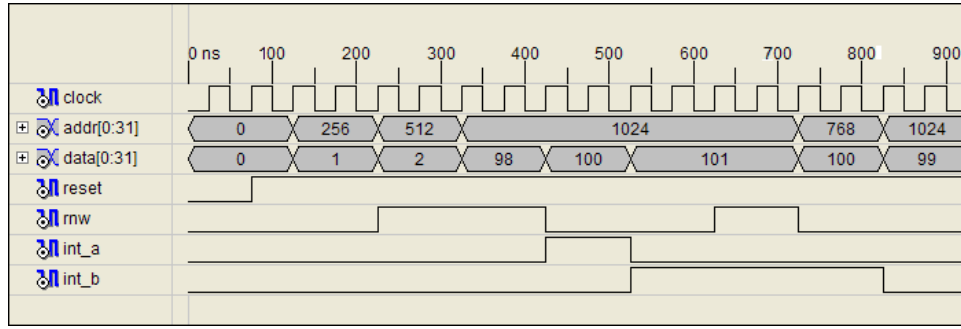 0 ns 100 200 300 400 500 600 700 800 900
clock
addr[0:31] 0 256 512 1024 768 1024
data[0:31] 0 1 2 98 100 101 100 99
reset
rnw
int_a
int_b